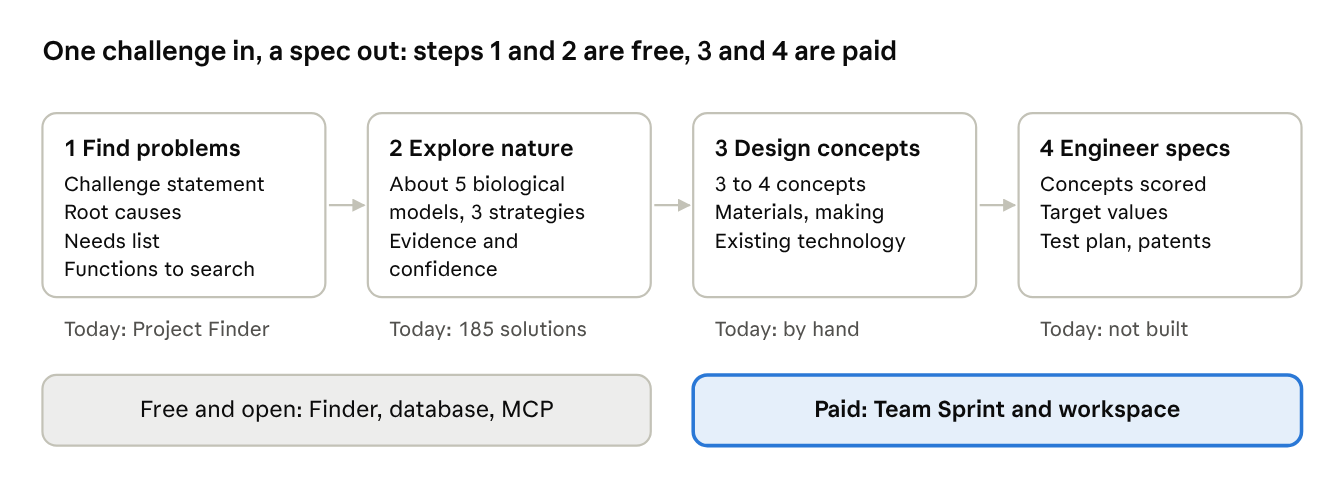 One challenge in, a spec out: steps 1 and 2 are free, 3 and 4 are paid
1 Find problems
Challenge statement
Root causes
Needs list
Functions to search
Today: Project Finder
2 Explore nature
About 5 biological
models, 3 strategies
Evidence and
confidence
Today: 185 solutions
3 Design concepts
3 to 4 concepts
Materials, making
Existing technology
Today: by hand
4 Engineer specs
Concepts scored
Target values
Test plan, patents
Today: not built
Free and open: Finder, database, MCP
Paid: Team Sprint and workspace